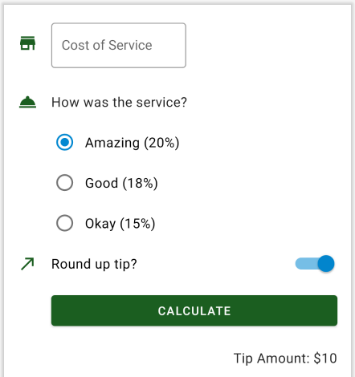 Cost of Service
How was the service?
Amazing (20%)
Good (18%)
Okay (15%)
Round up tip?
CALCULATE
Tip Amount: $10